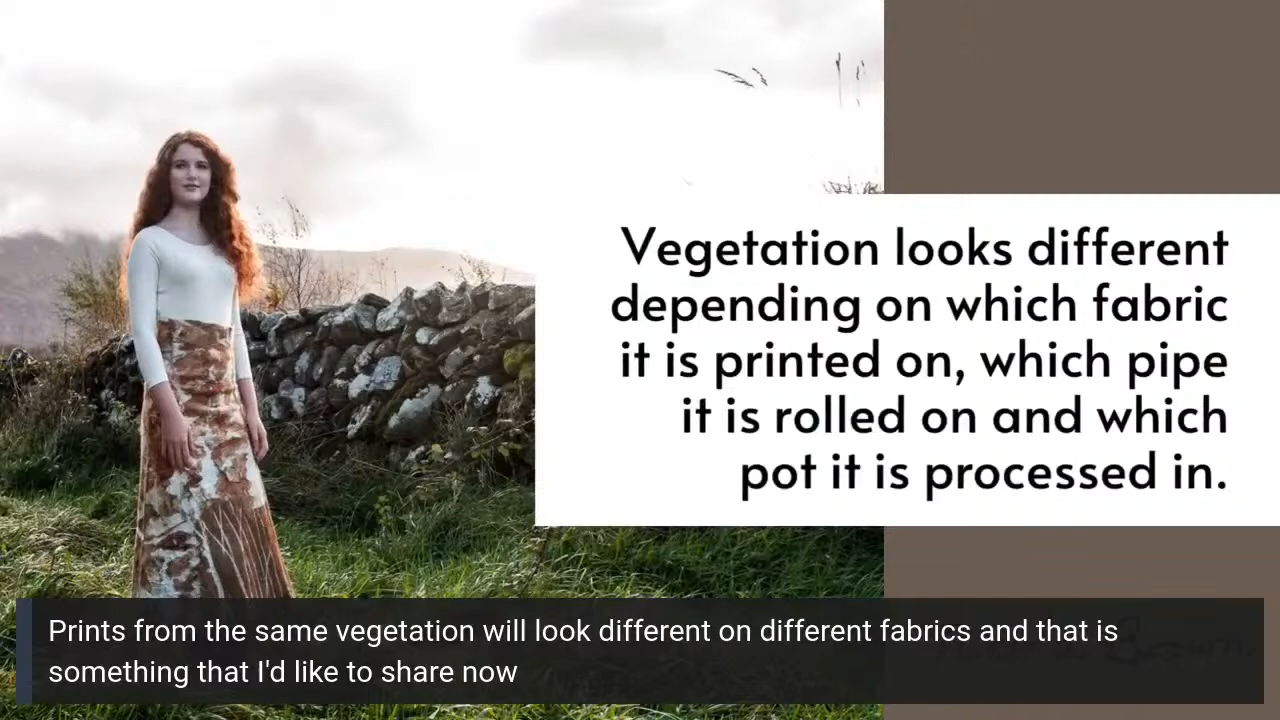 Vegetation looks different
depending on which fabric
it is printed on, which pipe
it is rolled on and which
pot it is processed in.
Prints from the same vegetation will look different on different fabrics and that is
something that I'd like to share now